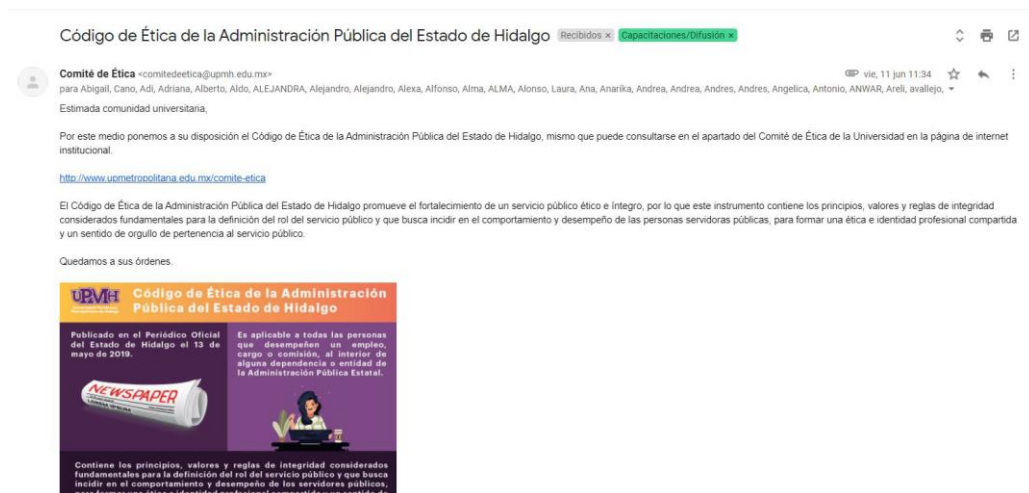 Código de Ética de la Administración Pública del Estado de Hidalgo Recibidos × Capacitaciones/Difusión ×
Comité de Ética <comitedeetica@upmh.edu.mx> vie, 11 jun 11:34
para Abigail, Cano, Adi, Adriana, Alberto, Aldo, ALEJANDRA, Alejandro, Alejandro, Alexa, Alfonso, Alma, ALMA, Alonso, Laura, Ana, Anarika, Andrea, Andrea, Andres, Andres, Angelica, Antonio, ANWAR, Areli, avallejo,
Estimada comunidad universitaria,
Por este medio ponemos a su disposición el Código de Ética de la Administración Pública del Estado de Hidalgo, mismo que puede consultarse en el apartado del Comité de Ética de la Universidad en la página de internet
institucional.
http://www.upmetropolitana.edu.mx/comite-etica
El Código de Ética de la Administración Pública del Estado de Hidalgo promueve el fortalecimiento de un servicio público ético e íntegro, por lo que este instrumento contiene los principios, valores y reglas de integridad
considerados fundamentales para la definición del rol del servicio público y que busca incidir en el comportamiento y desempeño de las personas servidoras públicas, para formar una ética e identidad profesional compartida
y un sentido de orgullo de pertenencia al servicio público.
Quedamos a sus órdenes.
UPMH
Código de Ética de la Administración
Pública del Estado de Hidalgo
Publicado en el Periódico Oficial
del Estado de Hidalgo el 13 de
mayo de 2019.
NEWSPAPER
Es aplicable a todas las personas
que desempeñen un empleo,
cargo o comisión, al interior de
alguna dependencia o entidad de
la Administración Pública Estatal.
Contiene los principios, valores y reglas de integridad considerados
fundamentales para la definición del rol del servicio público y que busca
incidir en el comportamiento y desempeño de los servidores públicos,
para formar una ética e identidad profesional compartida y un sentido de